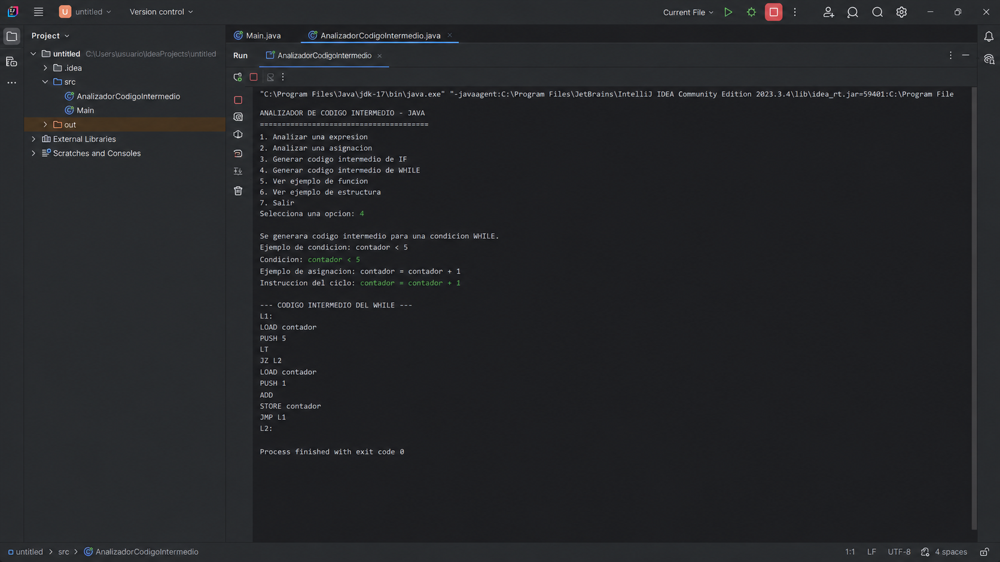 U untitled Version control Current File
Project
Main.java AnalizadorCodigoIntermedio.java
untitled C:\Users\usuario\IdeaProjects\untitled
.idea
src
AnalizadorCodigoIntermedio
Main
out
External Libraries
Scratches and Consoles
Run AnalizadorCodigoIntermedio
"C:\Program Files\Java\jdk-17\bin\java.exe" "-javaagent:C:\Program Files\JetBrains\IntelliJ IDEA Community Edition 2023.3.4\lib\idea_rt.jar=59401:C:\Program File
ANALIZADOR DE CODIGO INTERMEDIO - JAVA
=======================================
1. Analizar una expresion
2. Analizar una asignacion
3. Generar codigo intermedio de IF
4. Generar codigo intermedio de WHILE
5. Ver ejemplo de funcion
6. Ver ejemplo de estructura
7. Salir
Selecciona una opcion: 4
Se generara codigo intermedio para una condicion WHILE.
Ejemplo de condicion: contador < 5
Condicion: contador < 5
Ejemplo de asignacion: contador = contador + 1
Instruccion del ciclo: contador = contador + 1
--- CODIGO INTERMEDIO DEL WHILE ---
L1:
LOAD contador
PUSH 5
LT
JZ L2
LOAD contador
PUSH 1
ADD
STORE contador
JMP L1
L2:
Process finished with exit code 0
untitled > src > AnalizadorCodigoIntermedio 1:1 LF UTF-8 4 spaces